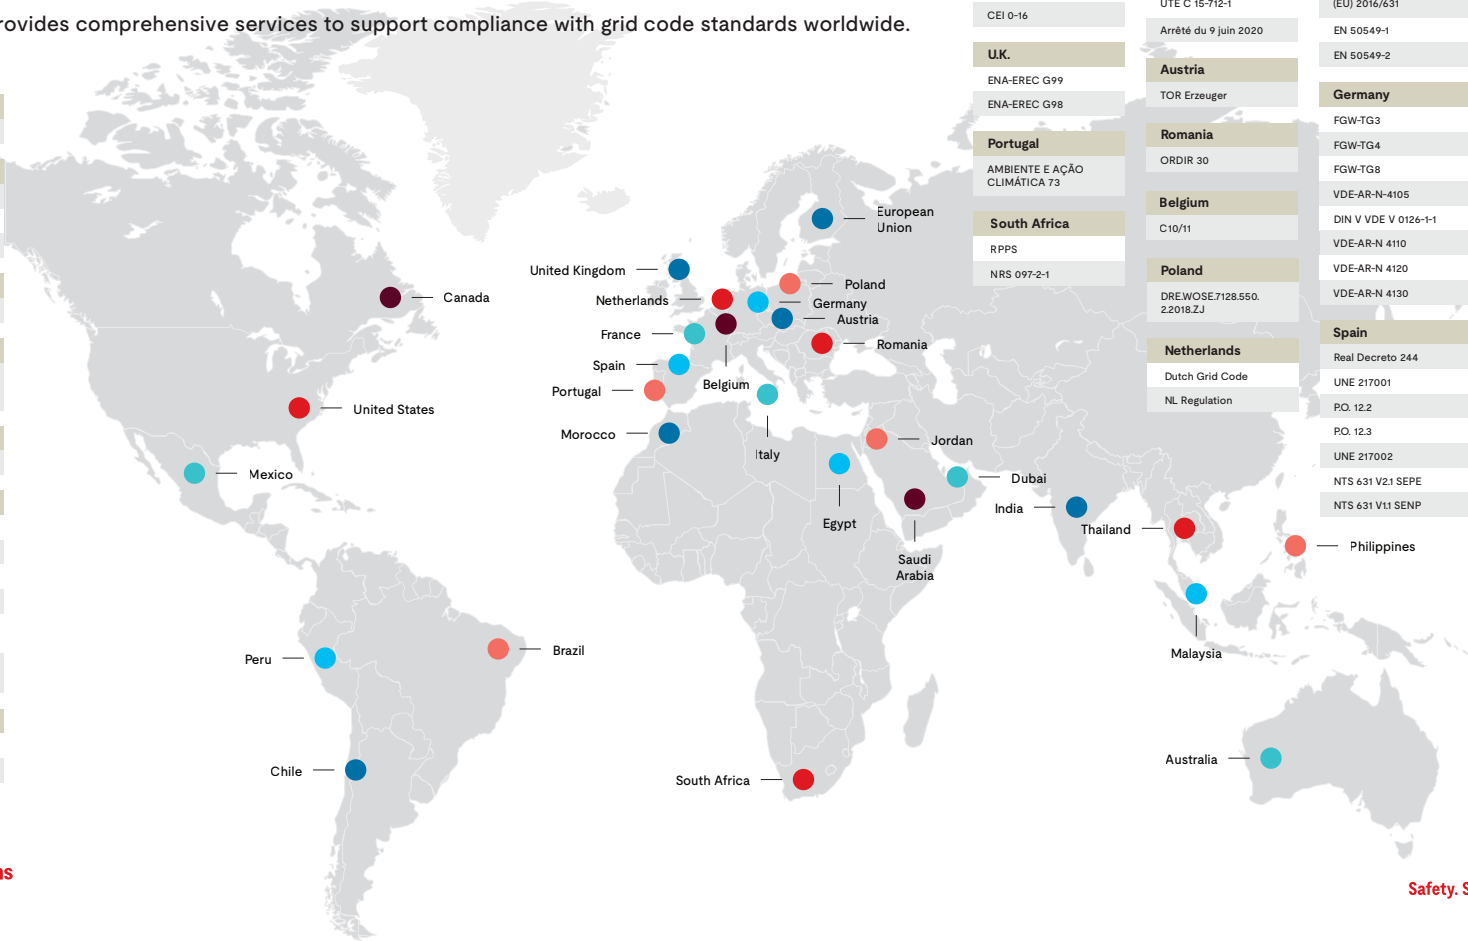 rovides comprehensive services to support compliance with grid code standards worldwide.
CEI 0-16
U.K.
ENA-EREC G99
ENA-EREC G98
Portugal
AMBIENTE E AÇÃO
CLIMÁTICA 73
South Africa
RPPS
NRS 097-2-1
UTE C 15-712-1
Arrêté du 9 juin 2020
Austria
TOR Erzeuger
Romania
ORDIR 30
Belgium
C10/11
Poland
DRE.WOSE.7128.550.
2.2018.ZJ
Netherlands
Dutch Grid Code
NL Regulation
(EU) 2016/631
EN 50549-1
EN 50549-2
Germany
FGW-TG3
FGW-TG4
FGW-TG8
VDE-AR-N-4105
DIN V VDE V 0126-1-1
VDE-AR-N 4110
VDE-AR-N 4120
VDE-AR-N 4130
Spain
Real Decreto 244
UNE 217001
P.O. 12.2
P.O. 12.3
UNE 217002
NTS 631 V2.1 SEPE
NTS 631 V1.1 SENP
European
Union
United Kingdom
Poland
Netherlands
Germany
Canada
Austria
France
Romania
Spain
Belgium
Portugal
United States
Morocco
Italy
Jordan
Mexico
Dubai
India
Egypt
Thailand
Philippines
Saudi
Arabia
Brazil
Peru
Malaysia
Australia
Chile
South Africa
ns
Safety. S